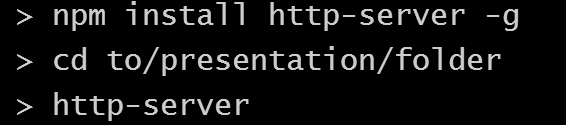 > npm install http-server -g
> cd to/presentation/folder
> http-server